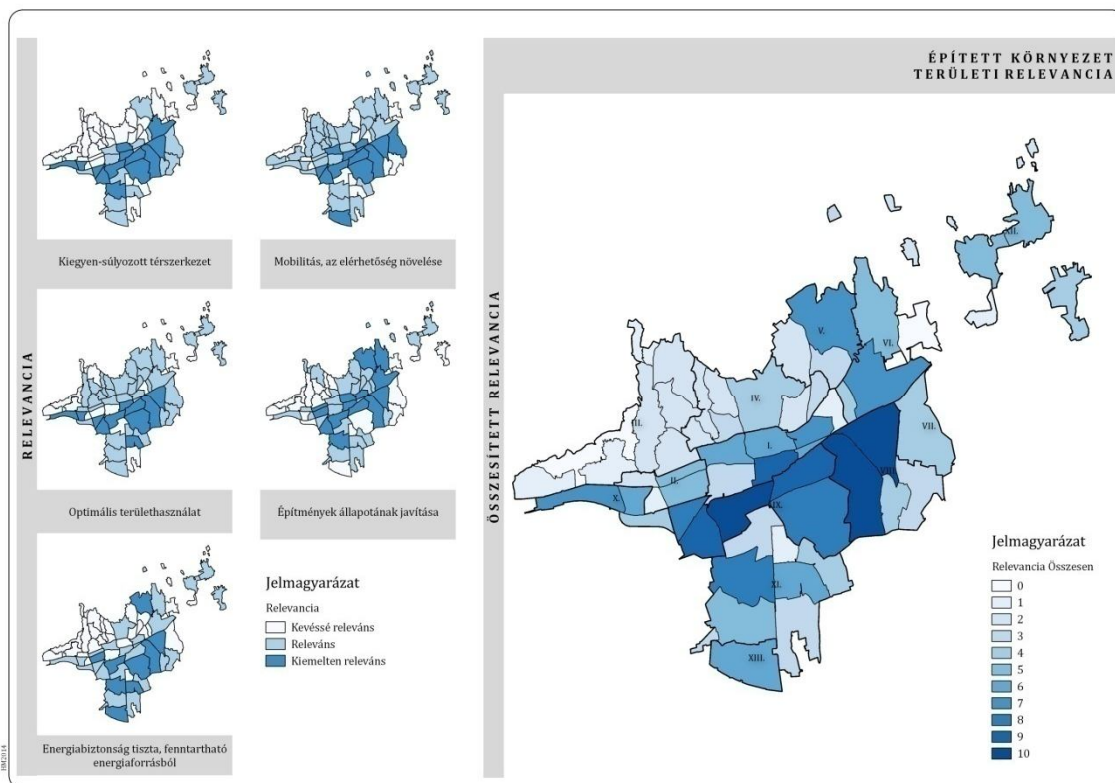 RELEVANCIA
Kiegyen-súlyozott térszerkezet
Mobilitás, az elérhetőség növelése
Optimális területhasználat
Építmények állapotának javítása
Energiabiztonság tiszta, fenntartható
energiaforrásból
Jelmagyarázat
Relevancia
Kevéssé releváns
Releváns
Kiemelten releváns
HM2014
ÉPÍTETT KÖRNYEZET
TERÜLETI RELEVANCIA
ÖSSZESÍTETT RELEVANCIA
XII.
V.
VI.
IV.
III.
VII.
I.
II.
VIII.
X.
IX.
XI.
XIII.
Jelmagyarázat
Relevancia Összesen
0
1
2
3
4
5
6
7
8
9
10